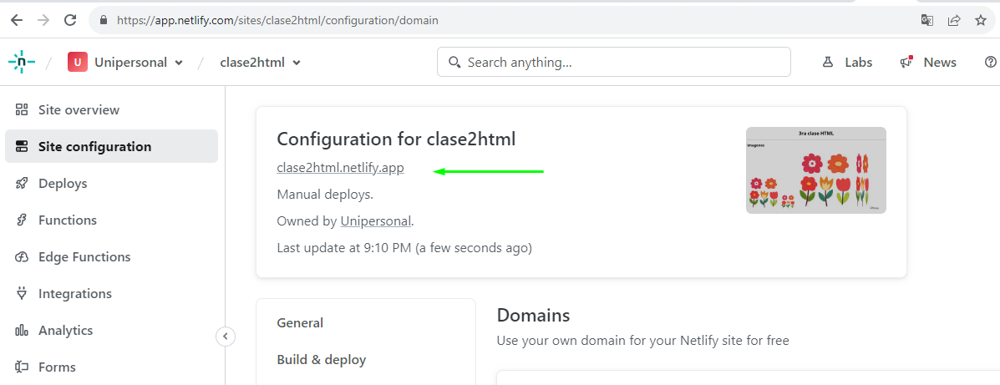 https://app.netlify.com/sites/clase2html/configuration/domain
n / U Unipersonal / clase2html Search anything... Labs News ?
Site overview
Site configuration
Deploys
Functions
Edge Functions
Integrations
Analytics
Forms
Configuration for clase2html
clase2html.netlify.app
Manual deploys.
Owned by Unipersonal.
Last update at 9:10 PM (a few seconds ago)
3ra clase HTML
Imagenes
General
Build & deploy
Domains
Use your own domain for your Netlify site for free